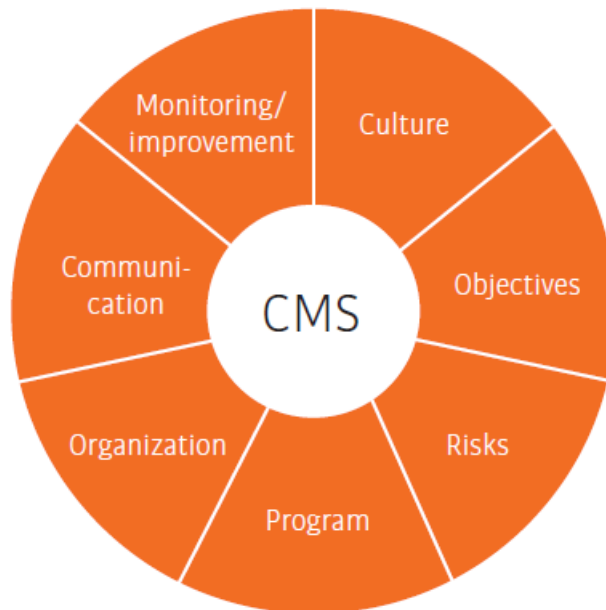 Monitoring/
improvement
Culture
Communi-
cation
CMS
Objectives
Organization
Risks
Program